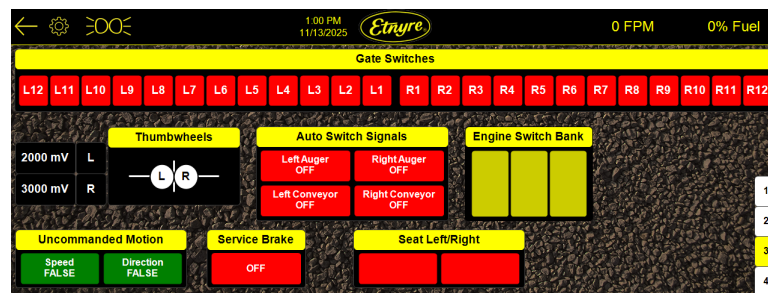 1:00 PM
11/13/2025
Etnyre
0 FPM
0% Fuel
Gate Switches
L12 L11 L10 L9 L8 L7 L6 L5 L4 L3 L2 L1 R1 R2 R3 R4 R5 R6 R7 R8 R9 R10 R11 R12
Thumbwheels
Auto Switch Signals
Engine Switch Bank
2000 mV L
3000 mV R
L R
Left Auger
OFF
Right Auger
OFF
Left Conveyor
OFF
Right Conveyor
OFF
1
2
3
4
Uncommanded Motion
Service Brake
Seat Left/Right
Speed
FALSE
Direction
FALSE
OFF